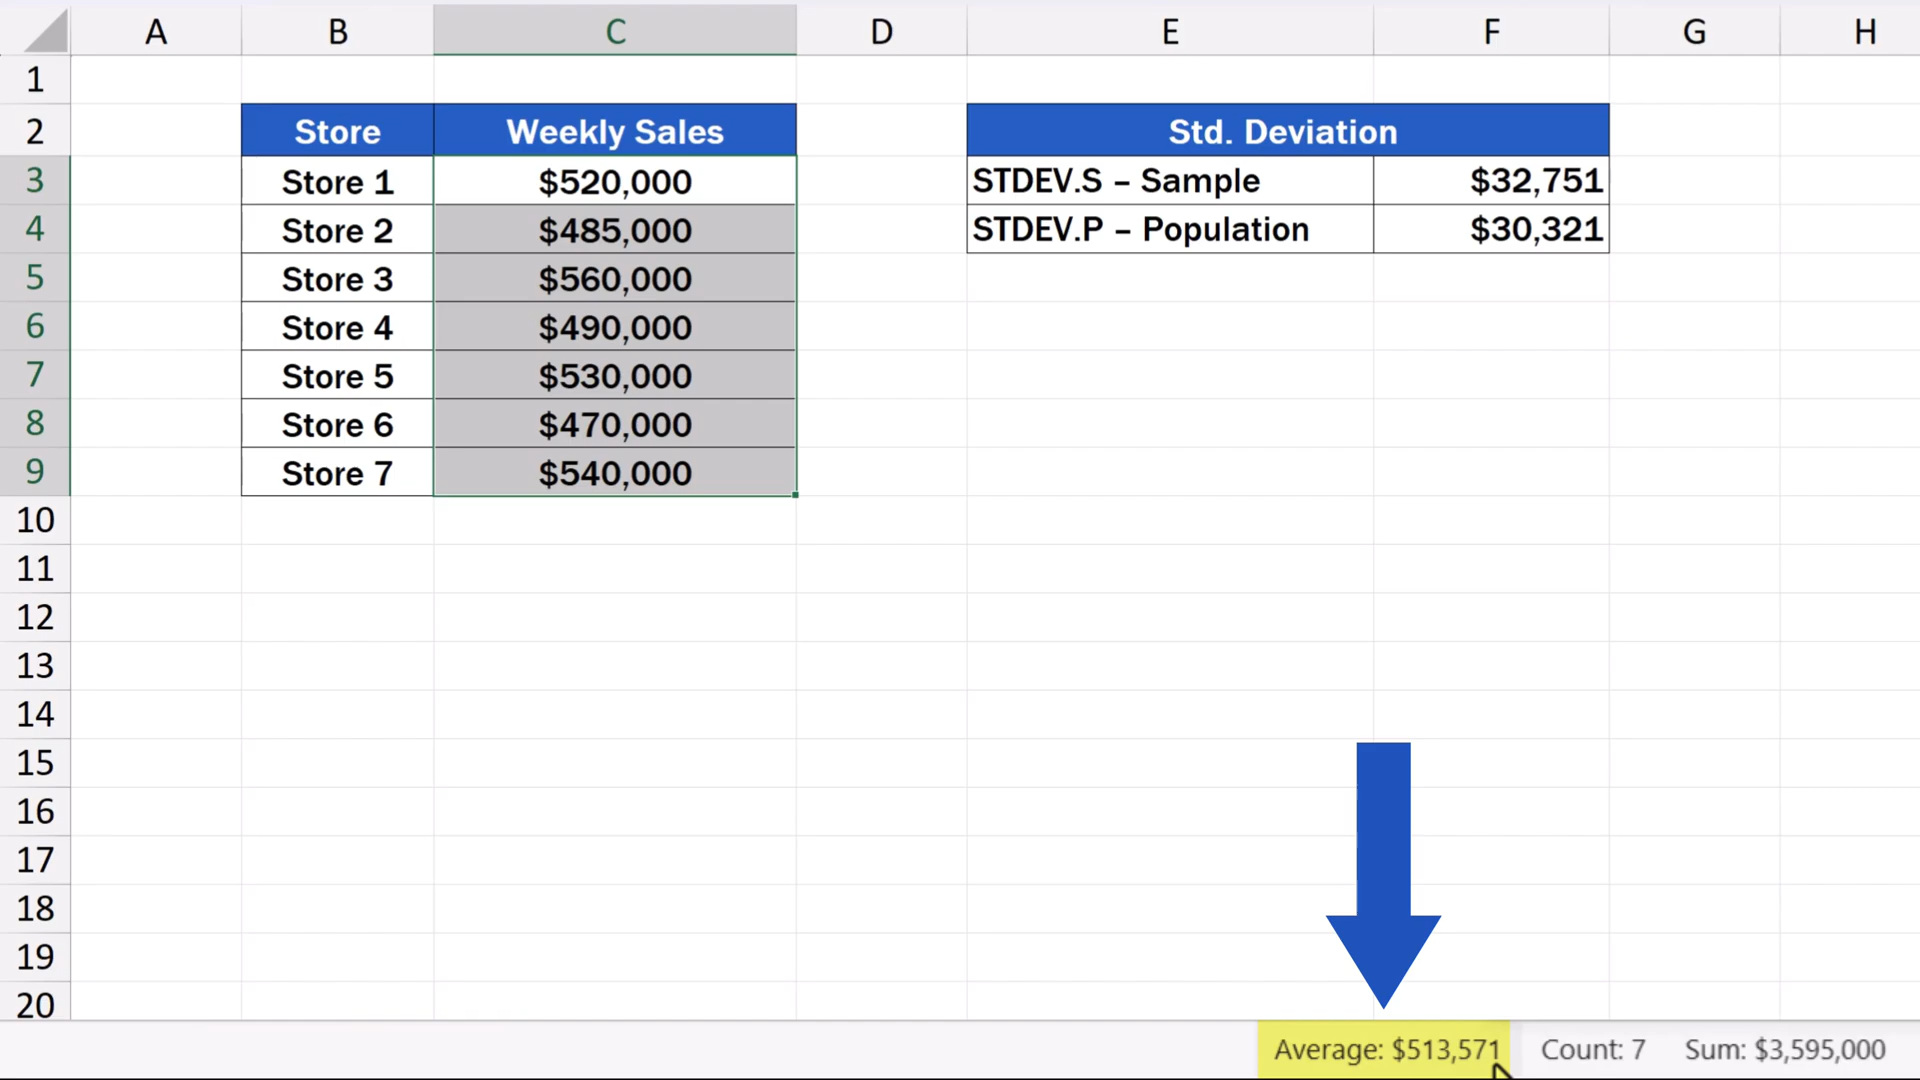 A B C D E F G H
1
2 Store Weekly Sales Std. Deviation
3 Store 1 $520,000 STDEV.S – Sample $32,751
4 Store 2 $485,000 STDEV.P – Population $30,321
5 Store 3 $560,000
6 Store 4 $490,000
7 Store 5 $530,000
8 Store 6 $470,000
9 Store 7 $540,000
10
11
12
13
14
15
16
17
18
19
20
Average: $513,571 Count: 7 Sum: $3,595,000